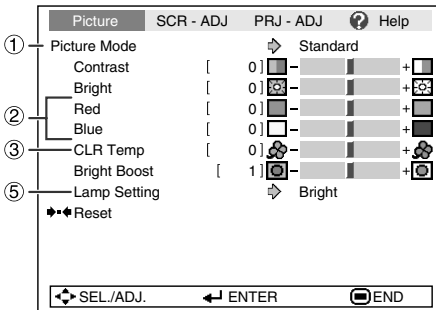 Picture SCR - ADJ PRJ - ADJ ? Help
① Picture Mode Standard
Contrast [ 0 ] – +
Bright [ 0 ] – +
② Red [ 0 ] – +
Blue [ 0 ] – +
③ CLR Temp [ 0 ] – +
Bright Boost [ 1 ] – +
⑤ Lamp Setting Bright
Reset
SEL./ADJ. ENTER END